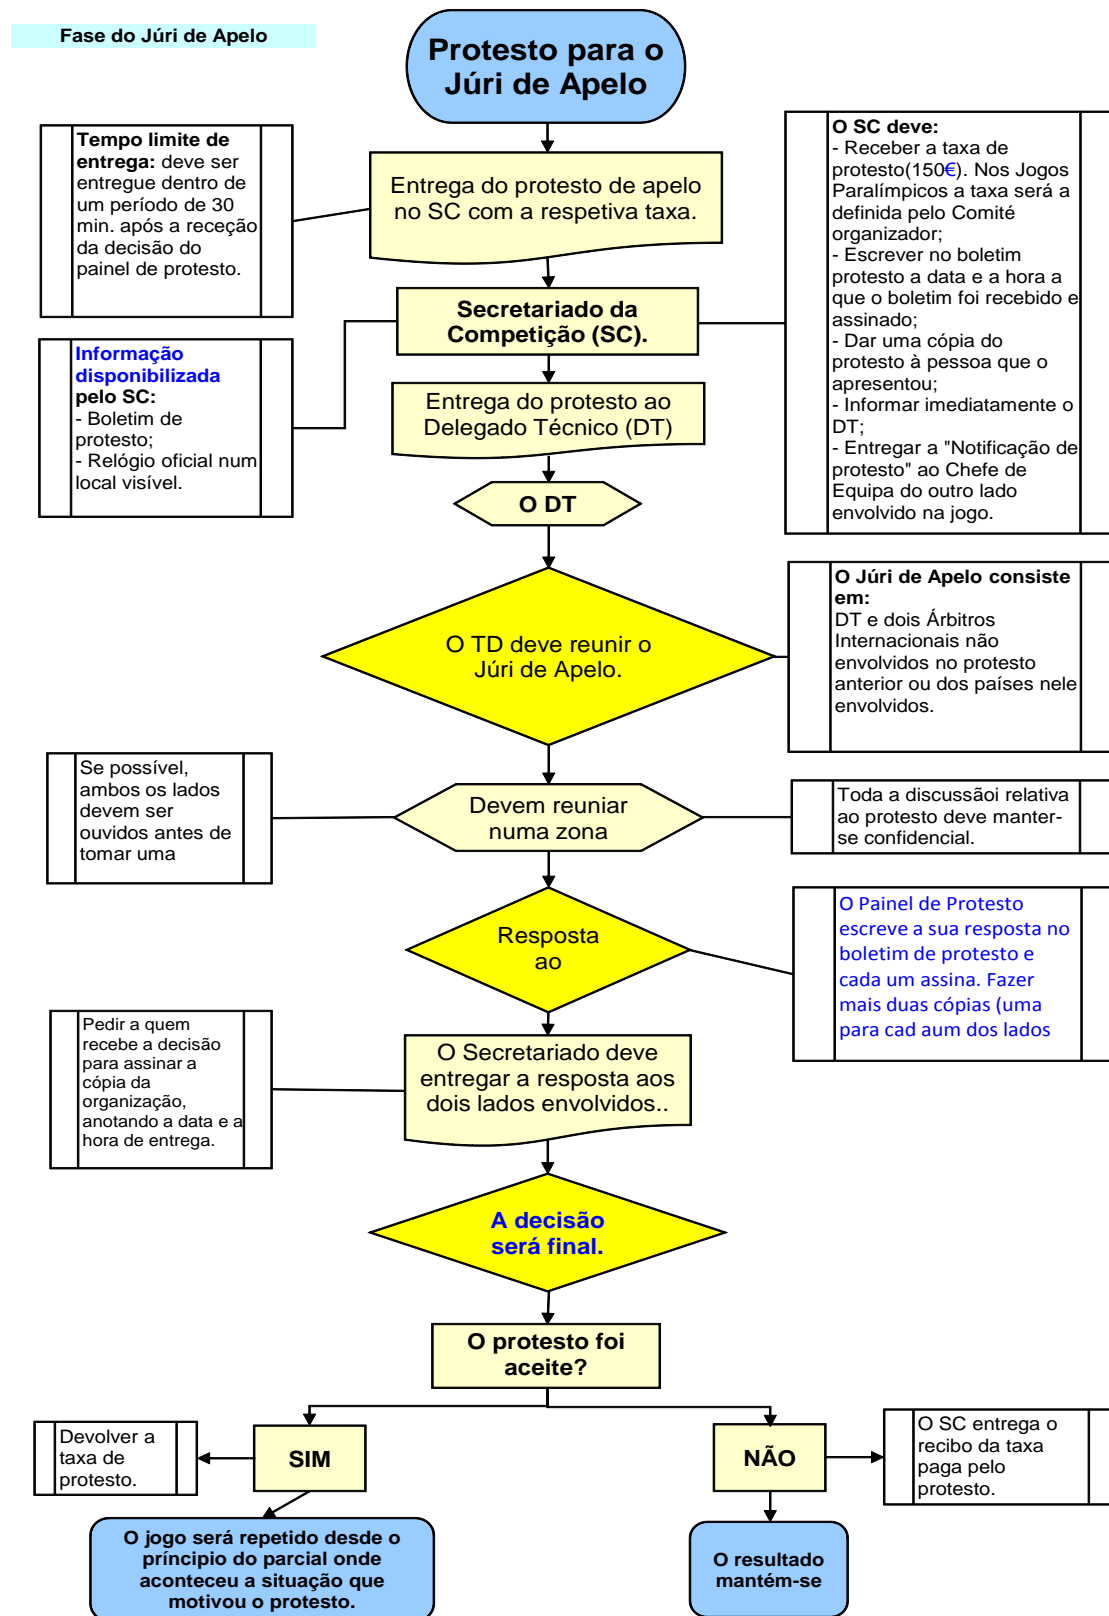 Fase do Júri de Apelo
Protesto para o
Júri de Apelo
Tempo limite de
entrega: deve ser
entregue dentro de
um período de 30
min. após a receção
da decisão do
painel de protesto.
Entrega do protesto de apelo
no SC com a respetiva taxa.
O SC deve:
- Receber a taxa de
protesto(150€). Nos Jogos
Paralímpicos a taxa será a
definida pelo Comité
organizador;
- Escrever no boletim
protesto a data e a hora a
que o boletim foi recebido e
assinado;
- Dar uma cópia do
protesto à pessoa que o
apresentou;
- Informar imediatamente o
DT;
- Entregar a "Notificação de
protesto" ao Chefe de
Equipa do outro lado
envolvido na jogo.
Secretariado da
Competição (SC).
Informação
disponibilizada
pelo SC:
- Boletim de
protesto;
- Relógio oficial num
local visível.
Entrega do protesto ao
Delegado Técnico (DT)
O DT
O TD deve reunir o
Júri de Apelo.
O Júri de Apelo consiste
em:
DT e dois Árbitros
Internacionais não
envolvidos no protesto
anterior ou dos países nele
envolvidos.
Se possível,
ambos os lados
devem ser
ouvidos antes de
tomar uma
Devem reuniar
numa zona
Toda a discussãoi relativa
ao protesto deve manter-
se confidencial.
Resposta
ao
O Painel de Protesto
escreve a sua resposta no
boletim de protesto e
cada um assina. Fazer
mais duas cópias (uma
para cad aum dos lados
Pedir a quem
recebe a decisão
para assinar a
cópia da
organização,
anotando a data e a
hora de entrega.
O Secretariado deve
entregar a resposta aos
dois lados envolvidos..
A decisão
será final.
O protesto foi
aceite?
Devolver a
taxa de
protesto.
SIM
NÃO
O SC entrega o
recibo da taxa
paga pelo
protesto.
O jogo será repetido desde o
príncipio do parcial onde
aconteceu a situação que
motivou o protesto.
O resultado
mantém-se